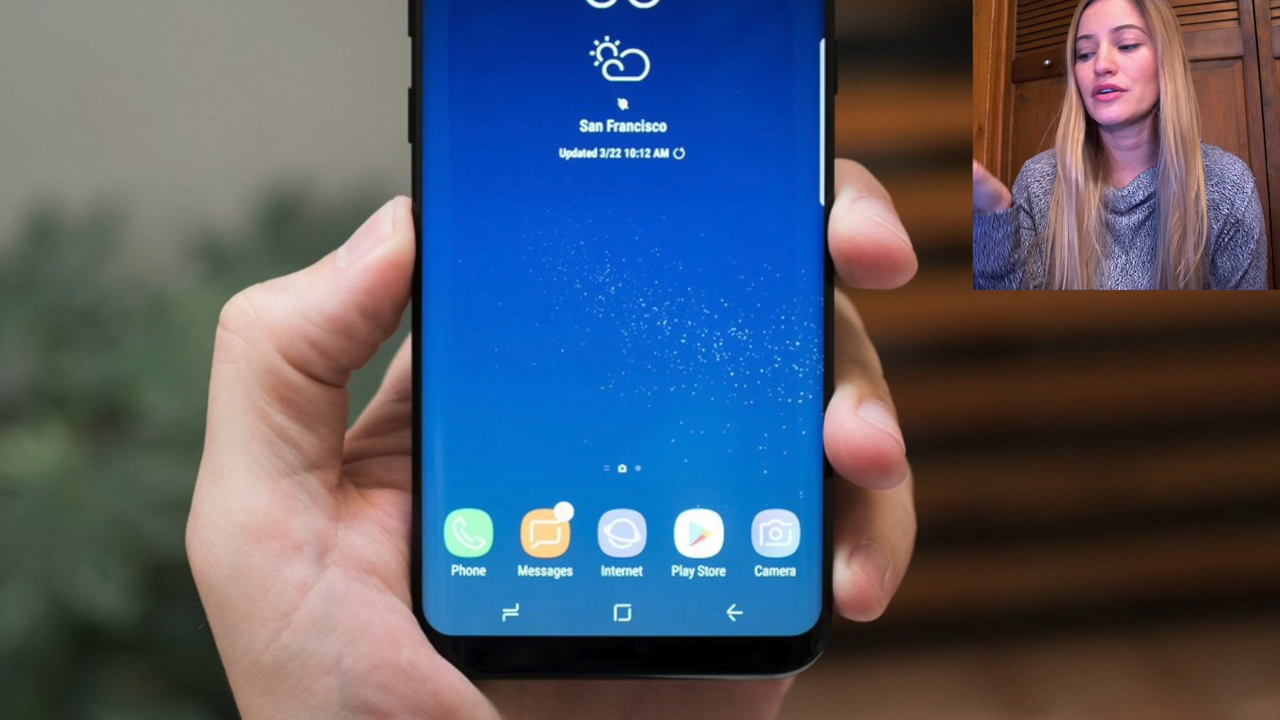 San Francisco
Updated 3/22 10:12 AM
Phone
Messages
Internet
Play Store
Camera